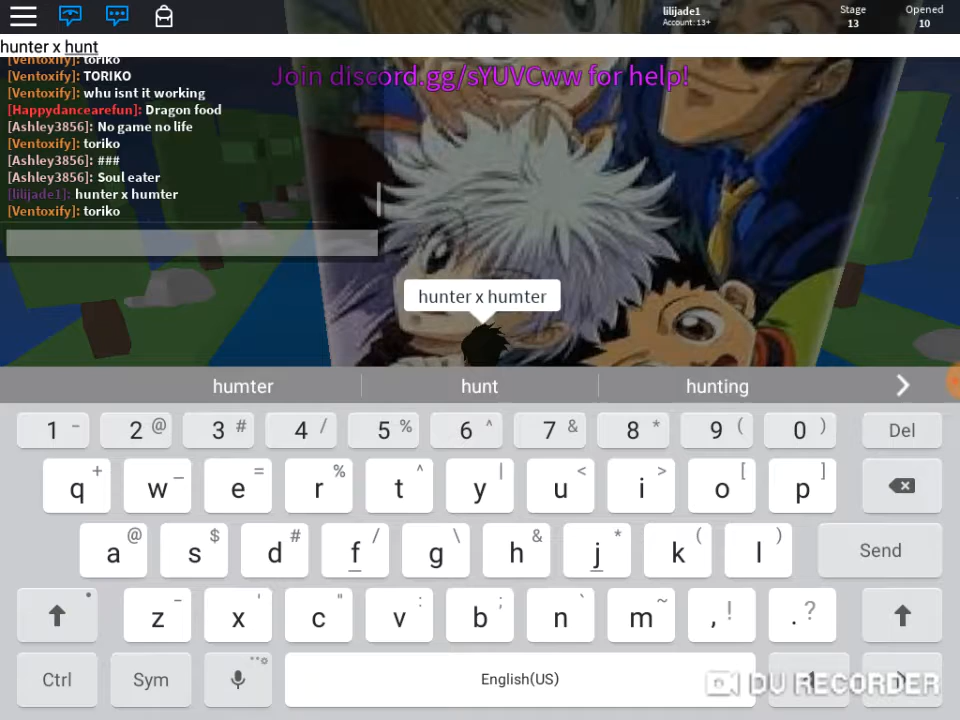 lilijade1
Account: 13+
Stage
13
Opened
10
hunter x hunt
[Ventoxify]: toriko
[Ventoxify]: TORIKO
[Ventoxify]: whu isnt it working
[Happydancearefun]: Dragon food
[Ashley3856]: No game no life
[Ventoxify]: toriko
[Ashley3856]: ###
[Ashley3856]: Soul eater
[lilijade1]: hunter x humter
[Ventoxify]: toriko
Join discord.gg/sYUVCww for help!
hunter x humter
humter hunt hunting
1 - 2 @ 3 # 4 / 5 % 6 ^ 7 & 8 * 9 ( 0 ) Del
q + w _ e = r % t ^ y | u < i > o [ p ]
a @ s $ d # f / g \ h & j * k ( l ) Send
z - x ' c " v : b ; n ` m ~ , ! . ?
Ctrl Sym English(US)
DU RECORDER